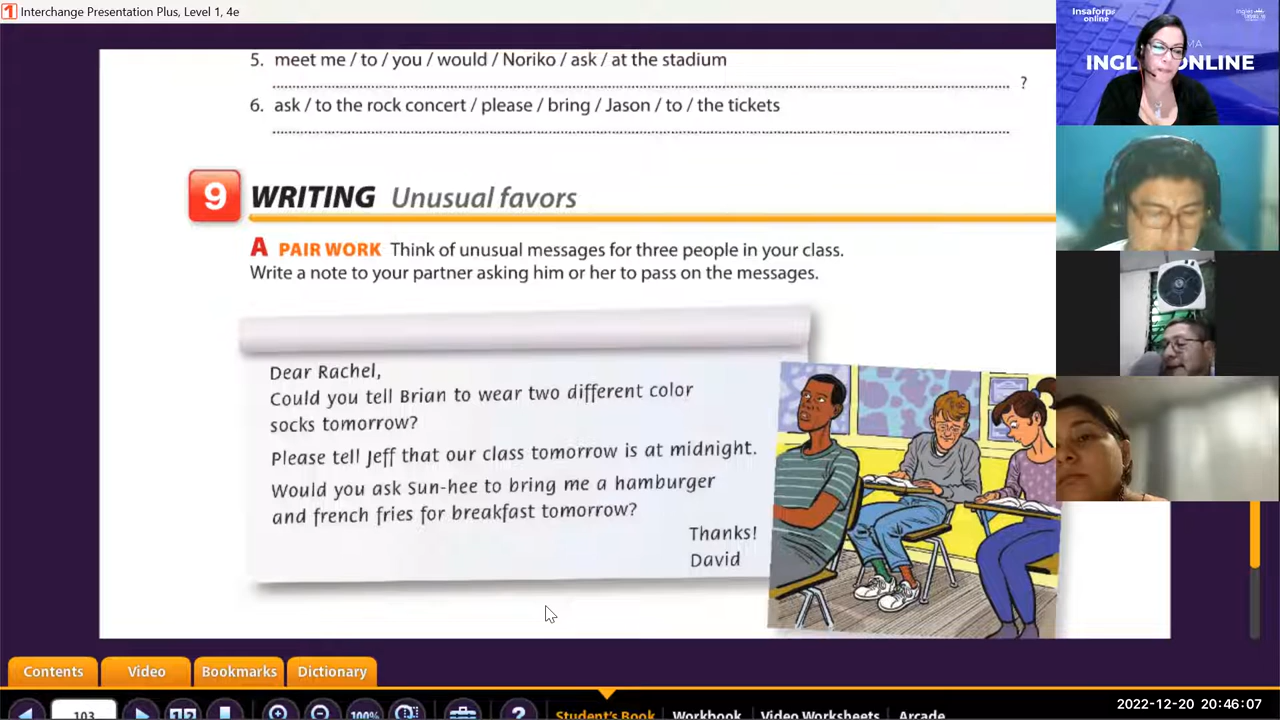 Interchange Presentation Plus, Level 1, 4e
5. meet me / to / you / would / Noriko / ask / at the stadium
?
6. ask / to the rock concert / please / bring / Jason / to / the tickets
9 WRITING Unusual favors
A PAIR WORK Think of unusual messages for three people in your class.
Write a note to your partner asking him or her to pass on the messages.
Dear Rachel,
Could you tell Brian to wear two different color
socks tomorrow?
Please tell Jeff that our class tomorrow is at midnight.
Would you ask Sun-hee to bring me a hamburger
and french fries for breakfast tomorrow?
Thanks!
David
Insaforp
online
INGL ONLINE
Contents Video Bookmarks Dictionary
103 100% ? Student's Book Workbook Video Worksheets Arcade
2022-12-20 20:46:07